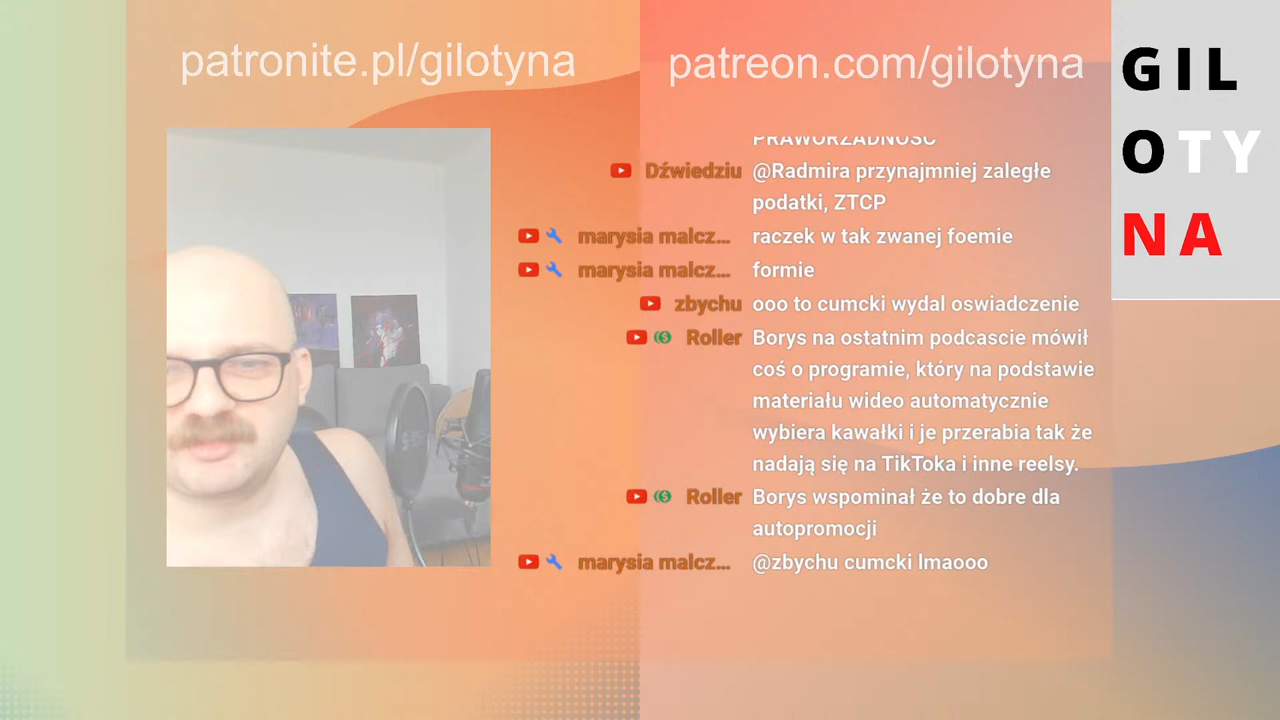 patronite.pl/gilotyna
patreon.com/gilotyna
GIL
OTY
NA
PRAWORZĄDNOŚĆ
Dźwiedziu @Radmira przynajmniej zaległe
podatki, ZTCP
marysia malcz... raczek w tak zwanej foemie
marysia malcz... formie
zbychu ooo to cumcki wydal oswiadczenie
Roller Borys na ostatnim podcascie mówił
coś o programie, który na podstawie
materiału wideo automatycznie
wybiera kawałki i je przerabia tak że
nadają się na TikToka i inne reelsy.
Roller Borys wspominał że to dobre dla
autopromocji
marysia malcz... @zbychu cumcki lmaooo